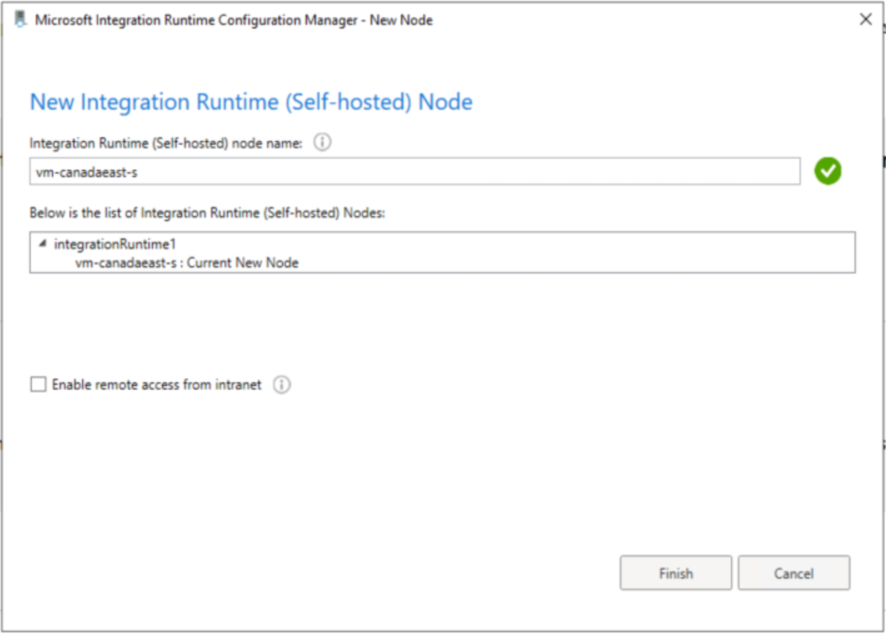 Microsoft Integration Runtime Configuration Manager - New Node
New Integration Runtime (Self-hosted) Node
Integration Runtime (Self-hosted) node name:
vm-canadaeast-s
Below is the list of Integration Runtime (Self-hosted) Nodes:
integrationRuntime1
vm-canadaeast-s : Current New Node
Enable remote access from intranet
Finish
Cancel